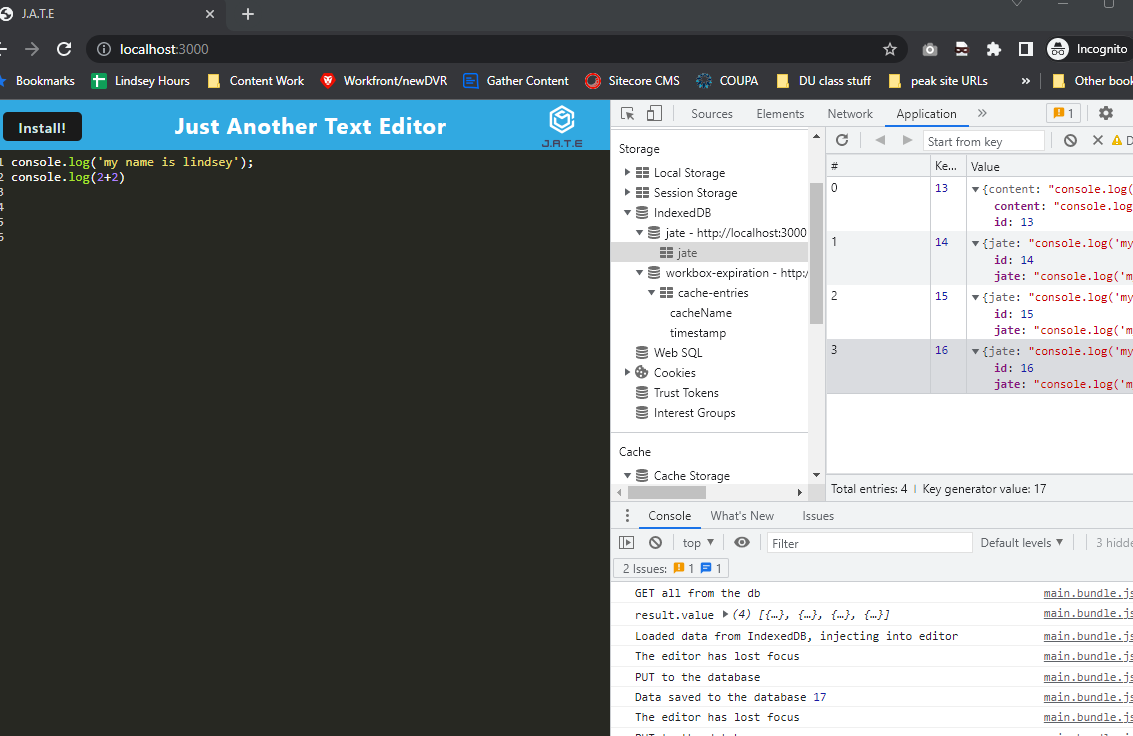 J.A.T.E
localhost:3000
Incognito
Bookmarks Lindsey Hours Content Work Workfront/newDVR Gather Content Sitecore CMS COUPA DU class stuff peak site URLs » Other book
Install!
Just Another Text Editor
J.A.T.E
1 console.log('my name is lindsey');
2 console.log(2+2)
3
4
5
6
Sources Elements Network Application » 1
Storage
Local Storage
Session Storage
IndexedDB
jate - http://localhost:3000
jate
workbox-expiration - http:/
cache-entries
cacheName
timestamp
Web SQL
Cookies
Trust Tokens
Interest Groups
Cache
Cache Storage
Start from key
# Ke... Value
0 13 {content: "console.log(
content: "console.log
id: 13
1 14 {jate: "console.log('my
id: 14
jate: "console.log('m
2 15 {jate: "console.log('my
id: 15
jate: "console.log('m
3 16 {jate: "console.log('my
id: 16
jate: "console.log('m
Total entries: 4 Key generator value: 17
Console What's New Issues
top Filter Default levels 3 hidde
2 Issues: 1 1
GET all from the db main.bundle.js
result.value (4) [{…}, {…}, {…}, {…}] main.bundle.js
Loaded data from IndexedDB, injecting into editor main.bundle.js
The editor has lost focus main.bundle.js
PUT to the database main.bundle.js
Data saved to the database 17 main.bundle.js
The editor has lost focus main.bundle.js